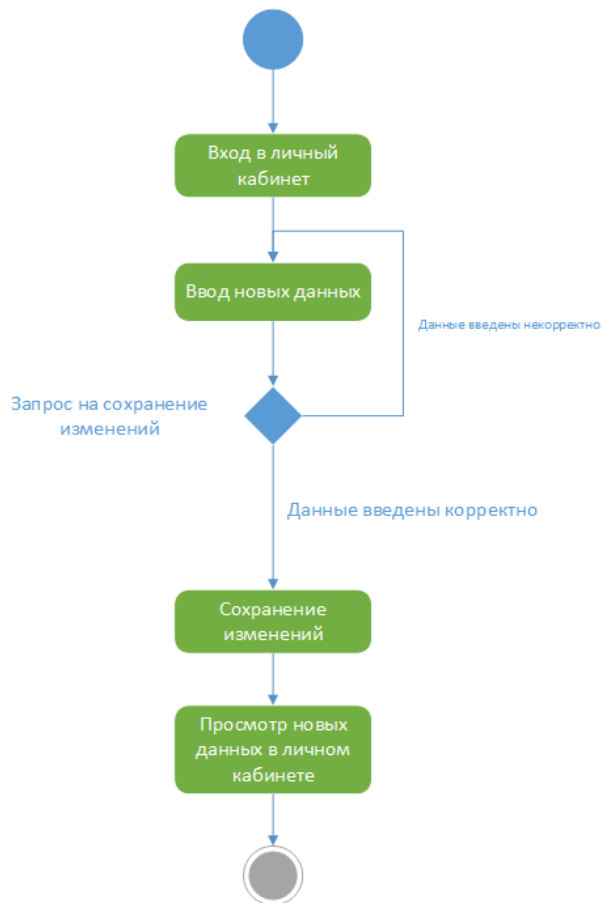 Вход в личный
кабинет
Ввод новых данных
Данные введены некорректно
Запрос на сохранение
изменений
Данные введены корректно
Сохранение
изменений
Просмотр новых
данных в личном
кабинете